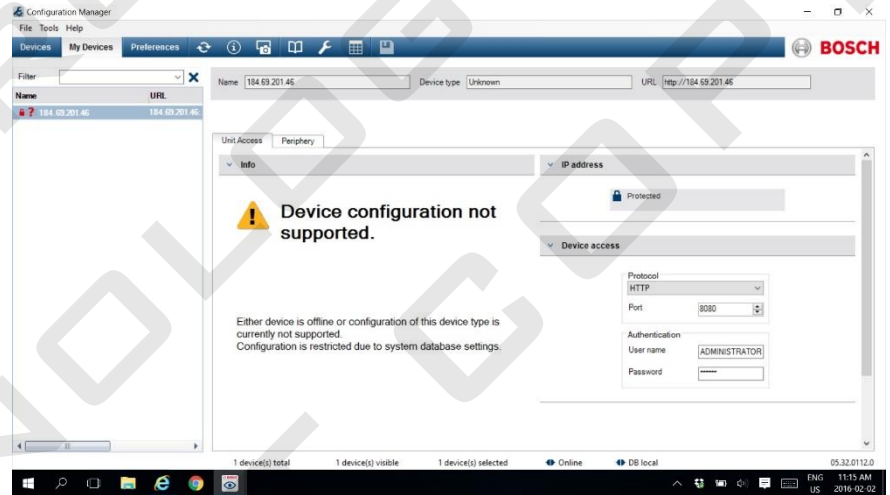 Configuration Manager
File Tools Help
Devices My Devices Preferences
BOSCH
Filter
Name URL
184.69.201.46 184.69.201.46
Name 184.69.201.46 Device type Unknown URL http://184.69.201.46
Unit Access Periphery
Info
Device configuration not
supported.
Either device is offline or configuration of this device type is
currently not supported.
Configuration is restricted due to system database settings.
IP address
Protected
Device access
Protocol
HTTP
Port 8080
Authentication
User name ADMINISTRATOR
Password
1 device(s) total 1 device(s) visible 1 device(s) selected Online DB local 05.32.0112.0
ENG 11:15 AM
US 2016-02-02